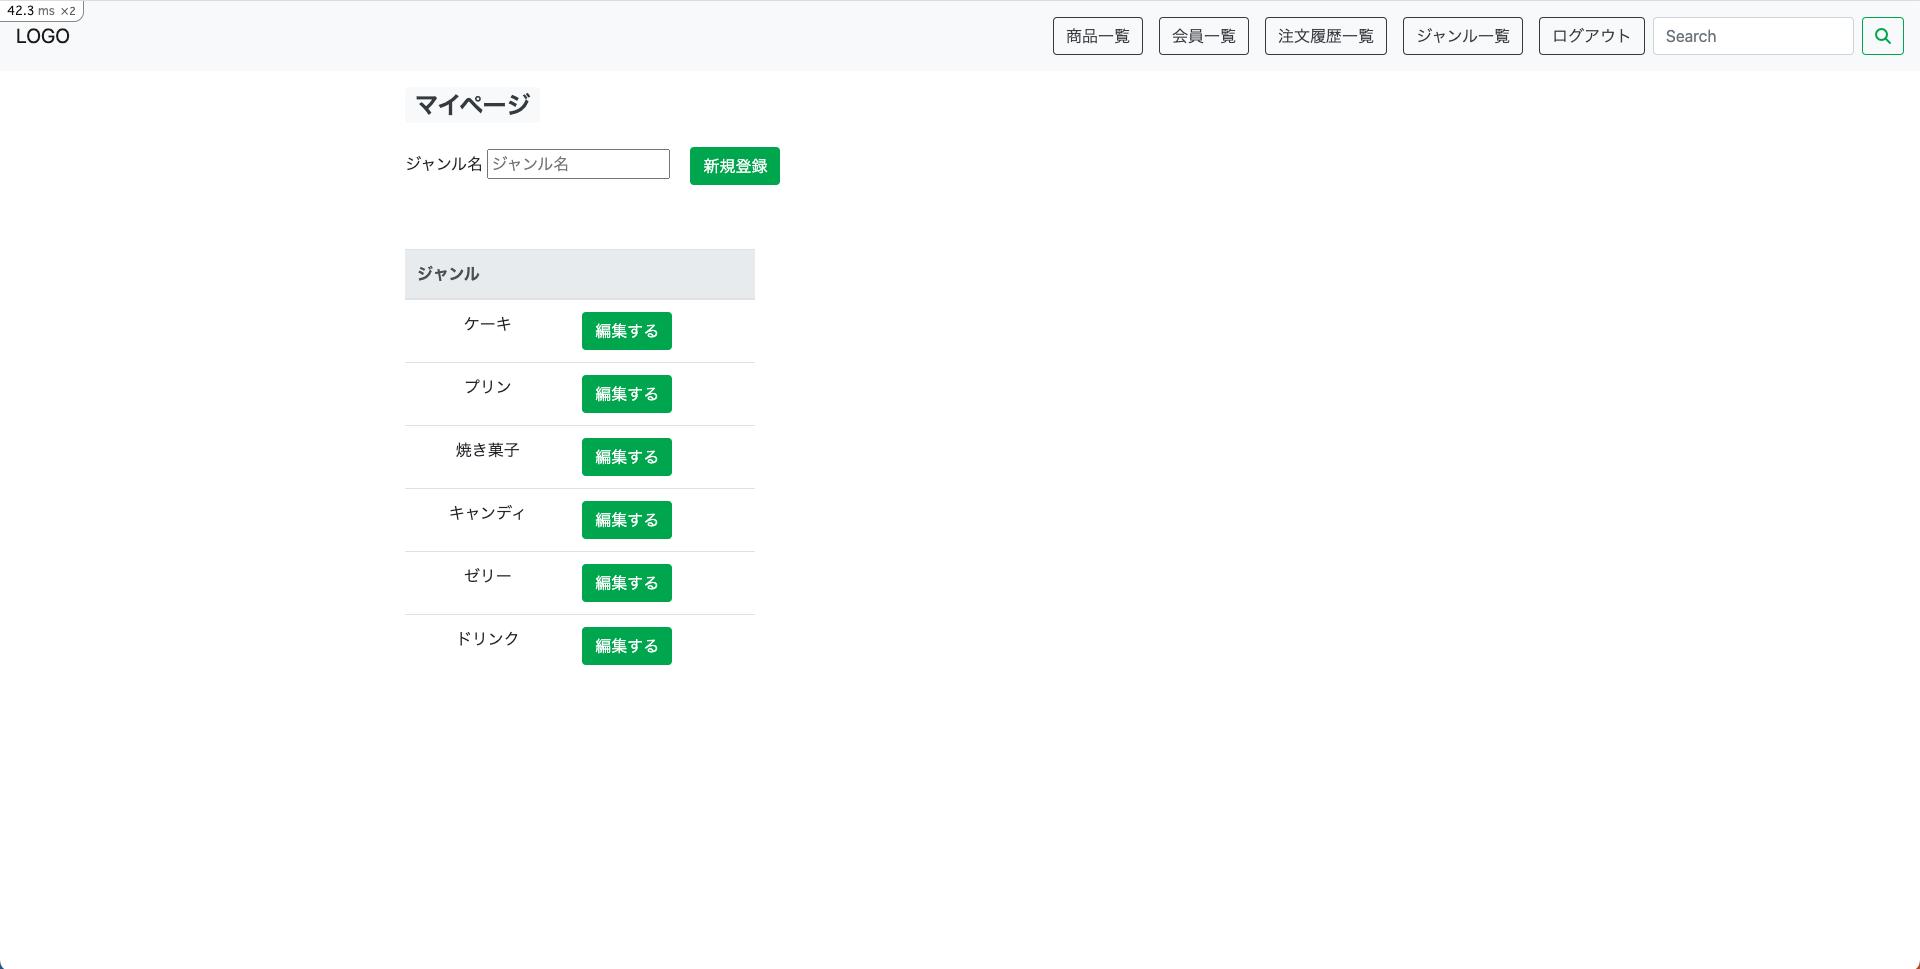 42.3 ms ×2
LOGO
商品一覧
会員一覧
注文履歴一覧
ジャンル一覧
ログアウト
Search
マイページ
ジャンル名 ジャンル名 新規登録
ジャンル
ケーキ 編集する
プリン 編集する
焼き菓子 編集する
キャンディ 編集する
ゼリー 編集する
ドリンク 編集する